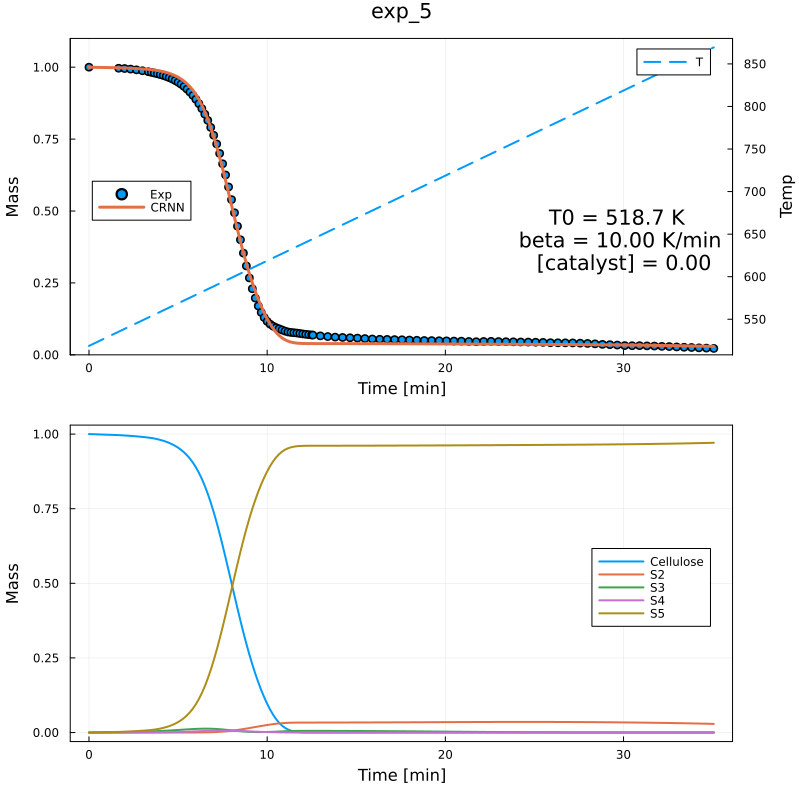 exp_5
1.00
0.75
0.50
0.25
0.00
Mass
0
10
20
30
Time [min]
850
800
750
700
650
600
550
Temp
T
Exp
CRNN
T0 = 518.7 K
beta = 10.00 K/min
[catalyst] = 0.00
1.00
0.75
0.50
0.25
0.00
Mass
0
10
20
30
Time [min]
Cellulose
S2
S3
S4
S5